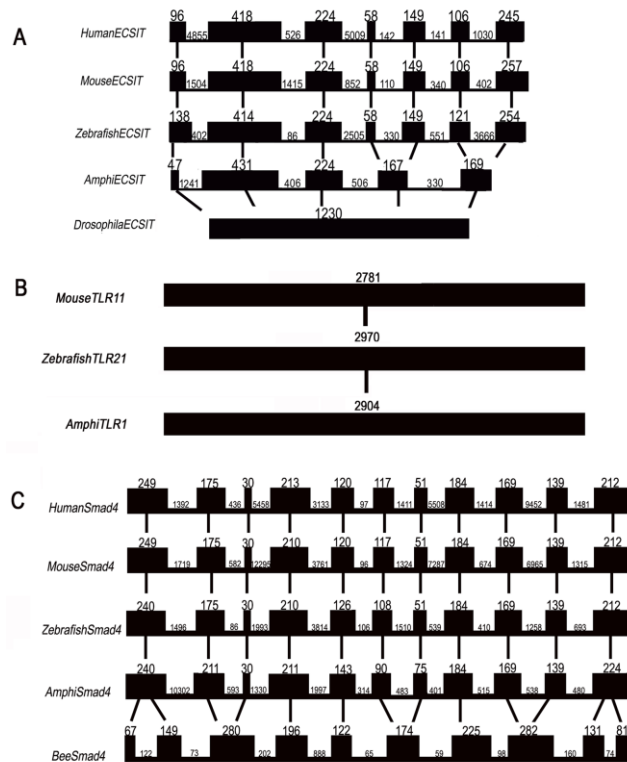 A
96 418 224 58 149 106 245
HumanECSIT
4855 526 5009 142 141 1030
96 418 224 58 149 106 257
MouseECSIT
1504 1415 852 110 340 402
138 414 224 58 149 121 254
ZebrafishECSIT
402 86 2505 330 551 3666
47 431 224 167 169
AmphiECSIT
1241 406 506 330
1230
DrosophilaECSIT
B
2781
MouseTLR11
2970
ZebrafishTLR21
2904
AmphiTLR1
C
249 175 30 213 120 117 51 184 169 139 212
HumanSmad4
1392 436 5458 3133 97 1411 5508 1414 9452 1481
249 175 30 210 120 117 51 184 169 139 212
MouseSmad4
1719 582 12295 3761 96 1324 7287 674 6965 1315
240 175 30 210 126 108 51 184 169 139 212
ZebrafishSmad4
1496 86 1993 3814 106 1510 539 410 1258 693
240 211 30 211 143 90 75 184 169 139 224
AmphiSmad4
10302 593 1330 1997 314 483 401 515 538 480
67 149 280 196 122 174 225 282 131 81
BeeSmad4
122 73 202 888 65 59 98 160 74